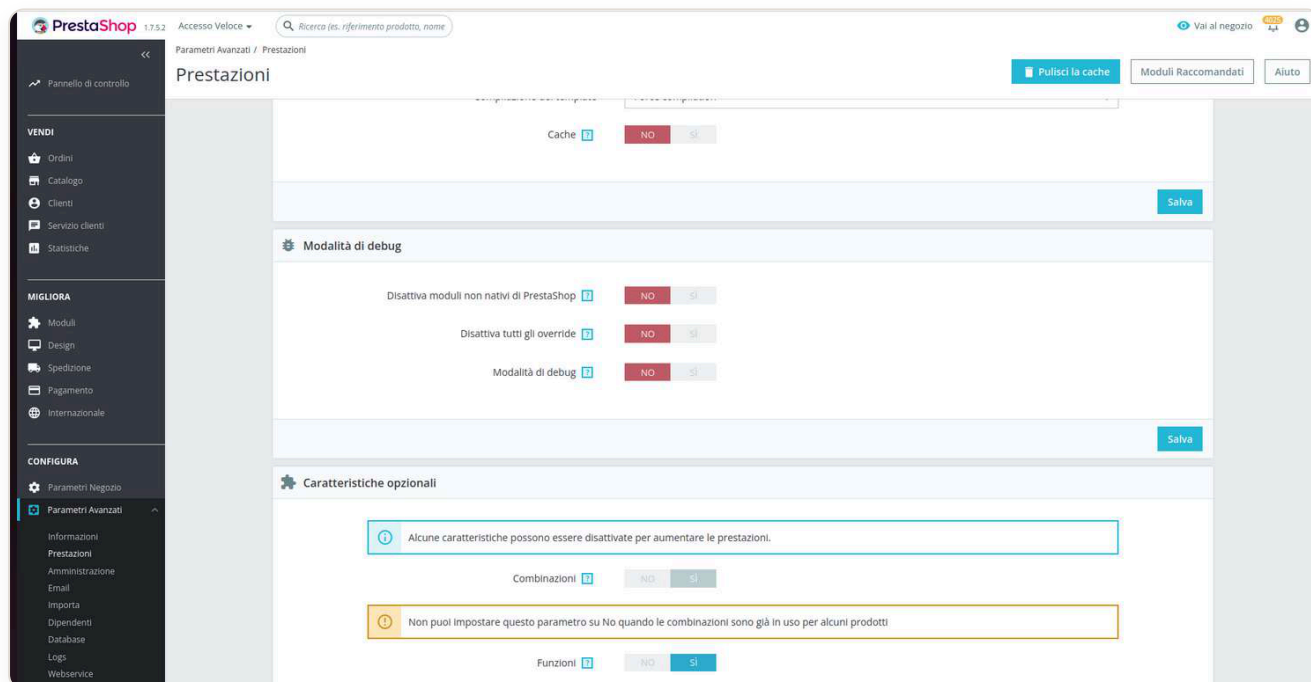 PrestaShop 1.7.5.2 Accesso Veloce Ricerca (es. riferimento prodotto, nome Vai al negozio 4025
Parametri Avanzati / Prestazioni
Prestazioni
Pulisci la cache Moduli Raccomandati Aiuto
Pannello di controllo
VENDI
Ordini
Catalogo
Clienti
Servizio clienti
Statistiche
MIGLIORA
Moduli
Design
Spedizione
Pagamento
Internazionale
CONFIGURA
Parametri Negozio
Parametri Avanzati
Informazioni
Prestazioni
Amministrazione
Email
Importa
Dipendenti
Database
Logs
Webservice
Cache ? NO SÌ
Salva
Modalità di debug
Disattiva moduli non nativi di PrestaShop ? NO SÌ
Disattiva tutti gli override ? NO SÌ
Modalità di debug ? NO SÌ
Salva
Caratteristiche opzionali
Alcune caratteristiche possono essere disattivate per aumentare le prestazioni.
Combinazioni ? NO SÌ
Non puoi impostare questo parametro su No quando le combinazioni sono già in uso per alcuni prodotti
Funzioni ? NO SÌ